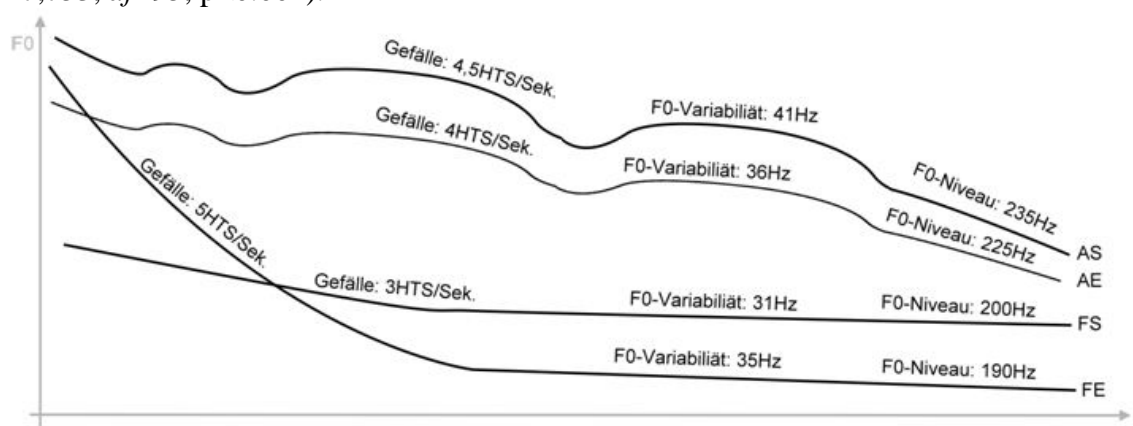 F0
Gefälle: 4,5HTS/Sek.
F0-Variabiliät: 41Hz
Gefälle: 4HTS/Sek.
F0-Variabiliät: 36Hz
F0-Niveau: 235Hz
Gefälle: 5HTS/Sek.
F0-Niveau: 225Hz
AS
AE
Gefälle: 3HTS/Sek.
F0-Variabiliät: 31Hz
F0-Niveau: 200Hz
FS
F0-Variabiliät: 35Hz
F0-Niveau: 190Hz
FE